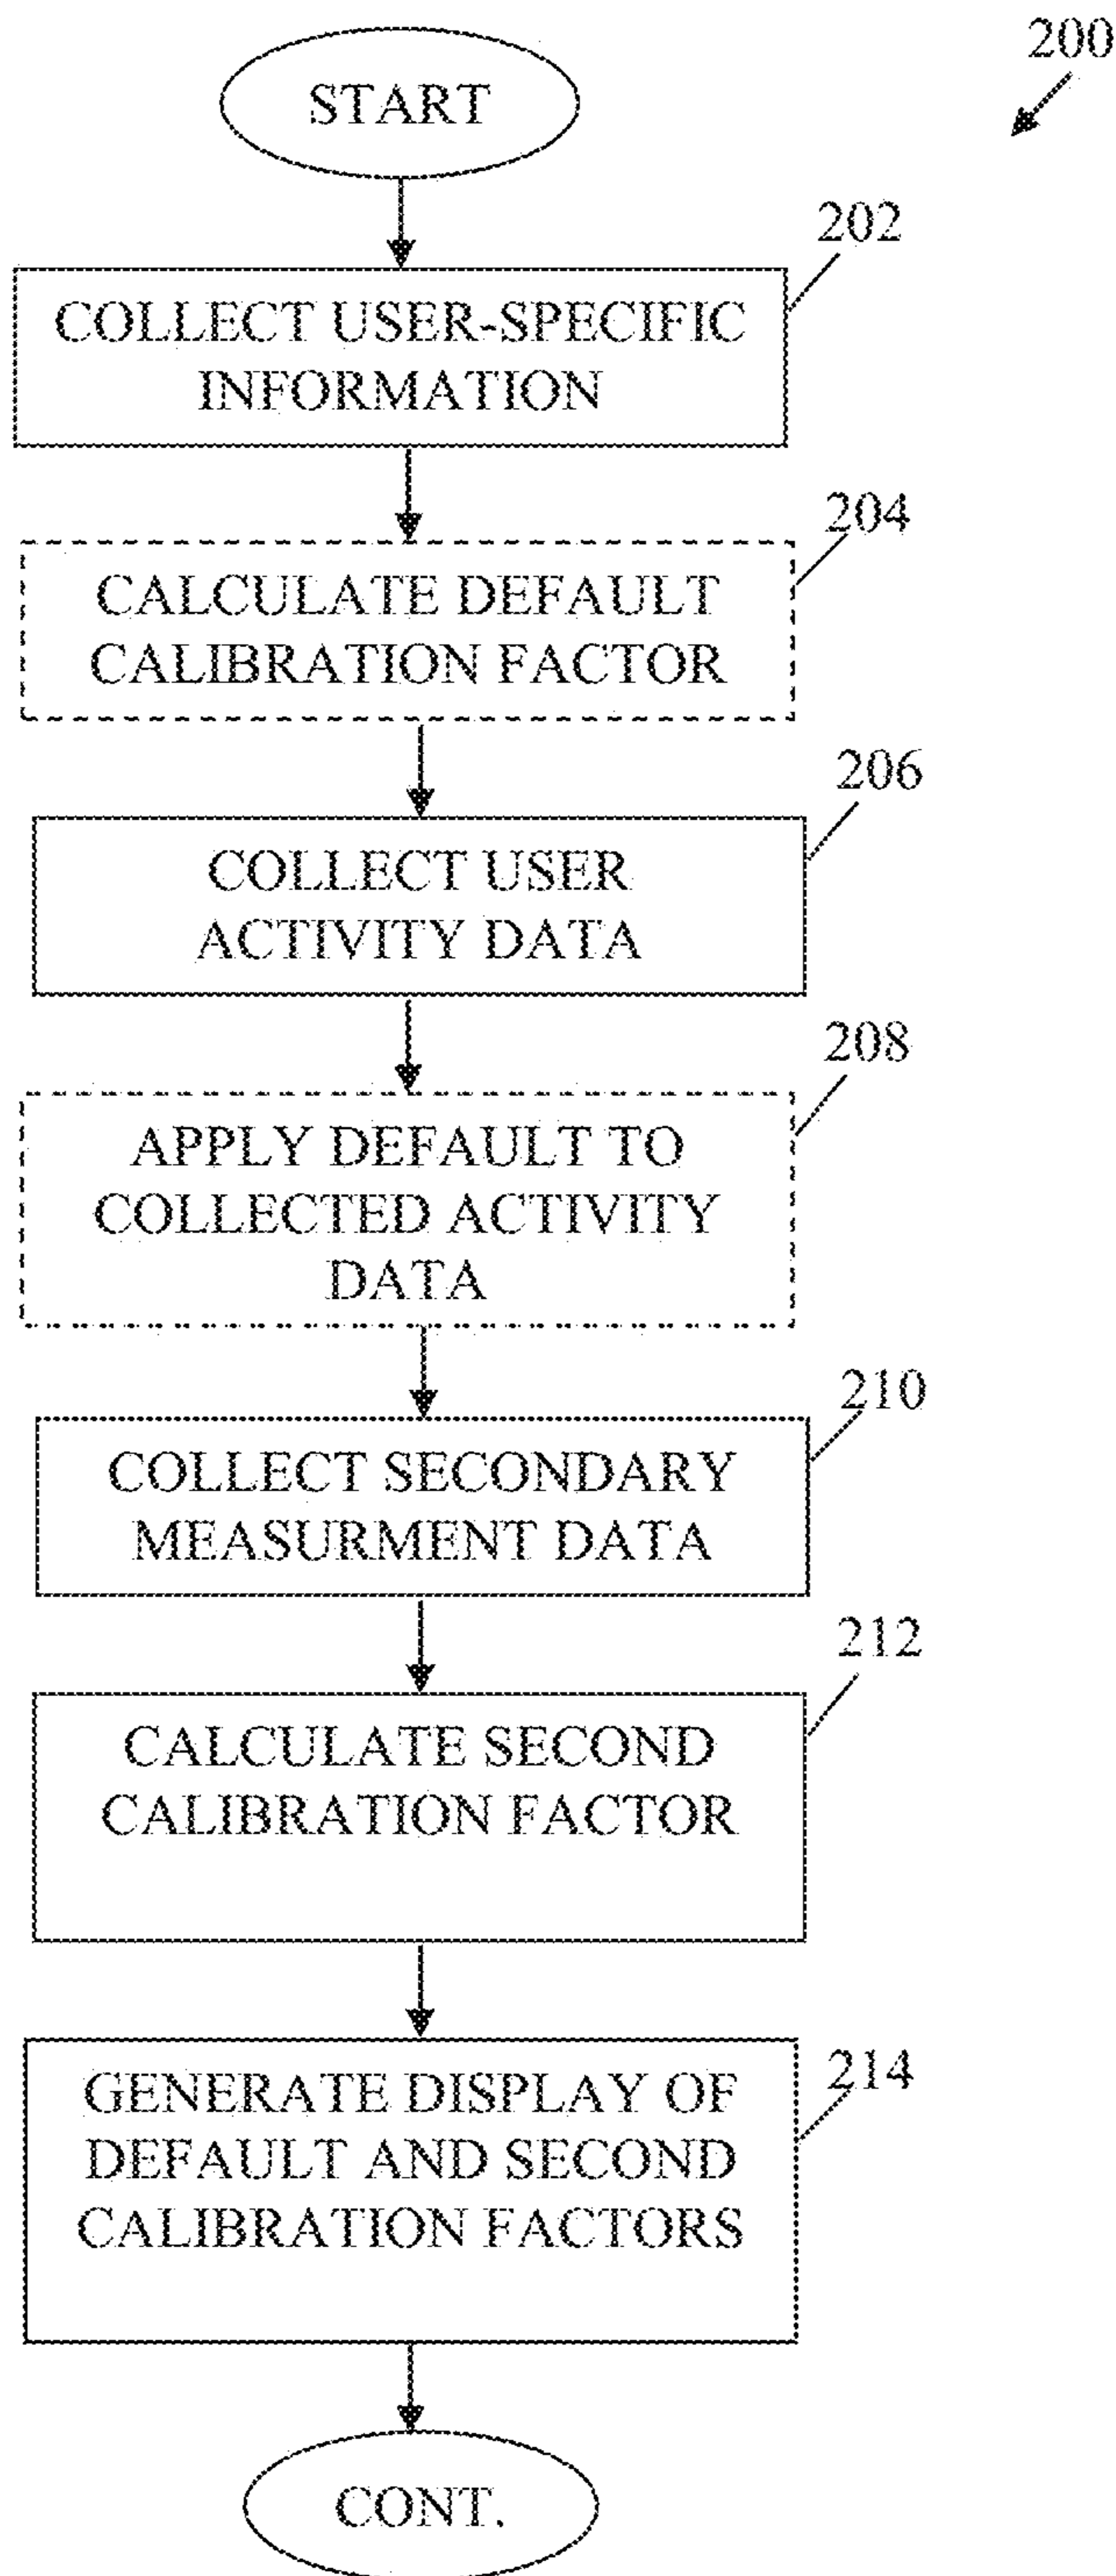 200
START
202
COLLECT USER-SPECIFIC
INFORMATION
204
CALCULATE DEFAULT
CALIBRATION FACTOR
206
COLLECT USER
ACTIVITY DATA
208
APPLY DEFAULT TO
COLLECTED ACTIVITY
DATA
210
COLLECT SECONDARY
MEASURMENT DATA
212
CALCULATE SECOND
CALIBRATION FACTOR
214
GENERATE DISPLAY OF
DEFAULT AND SECOND
CALIBRATION FACTORS
CONT.